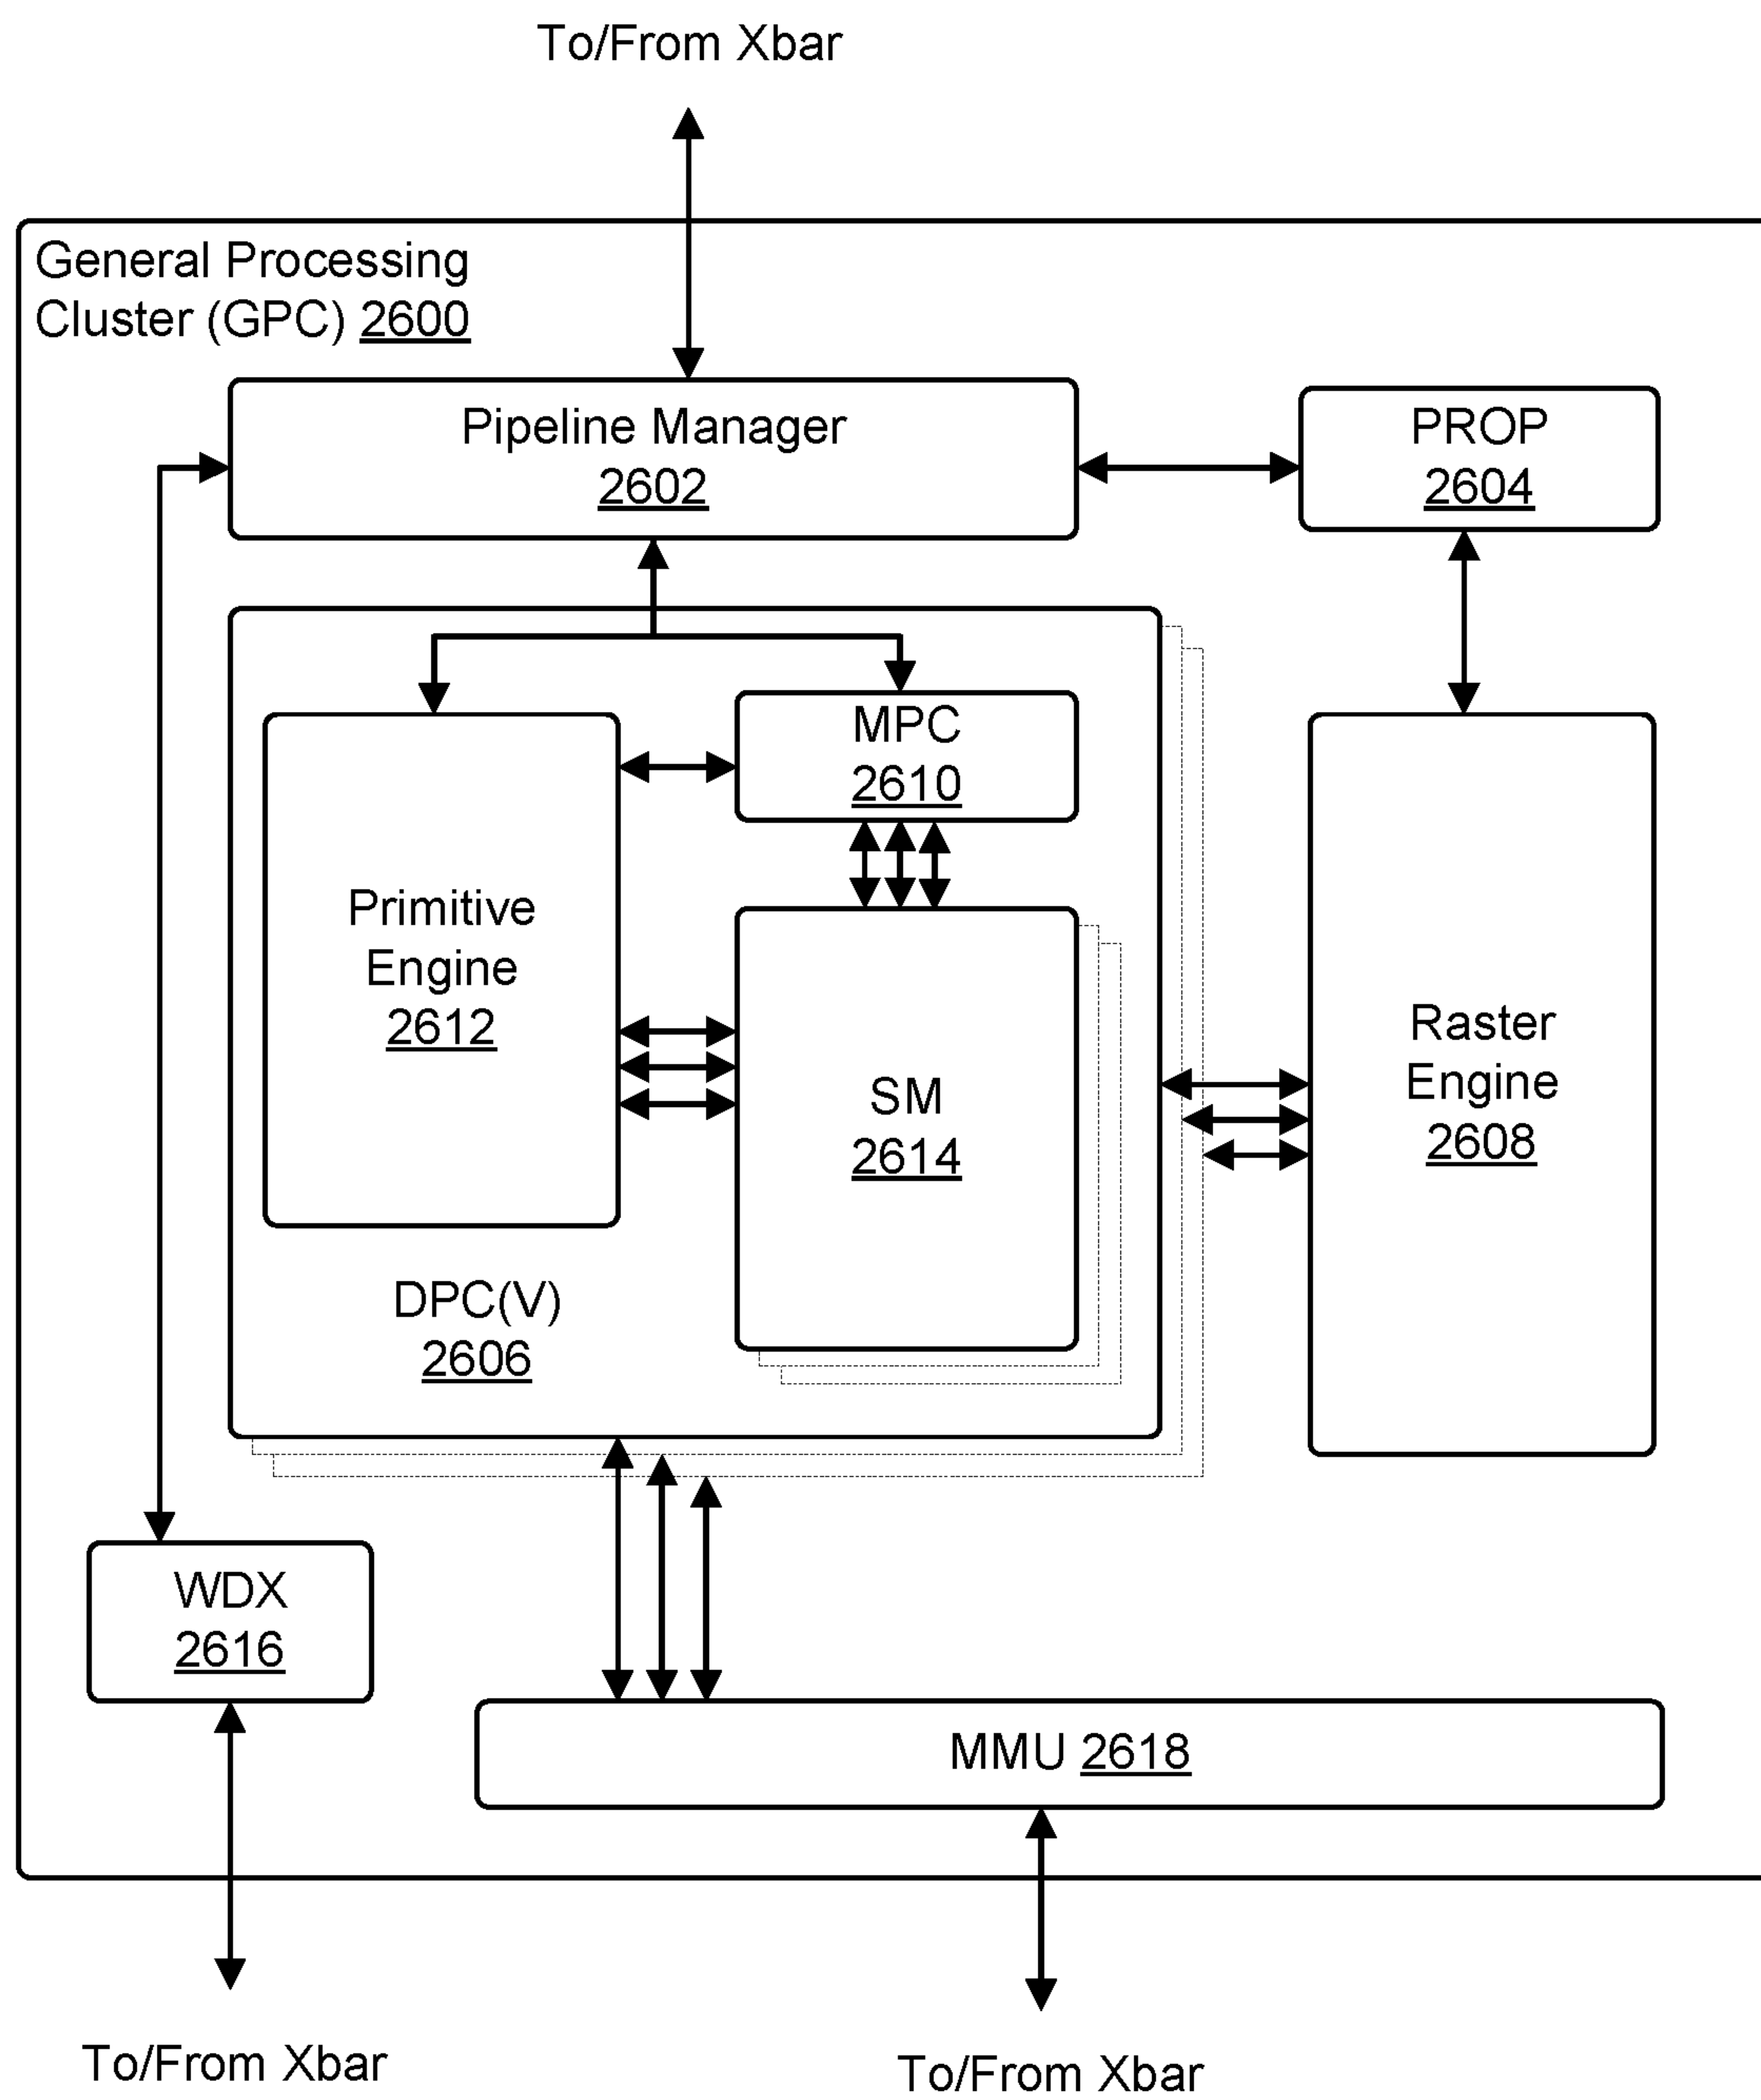 To/From Xbar
General Processing
Cluster (GPC) 2600
Pipeline Manager
2602
PROP
2604
MPC
2610
Primitive
Engine
2612
SM
2614
Raster
Engine
2608
DPC(V)
2606
WDX
2616
MMU 2618
To/From Xbar
To/From Xbar